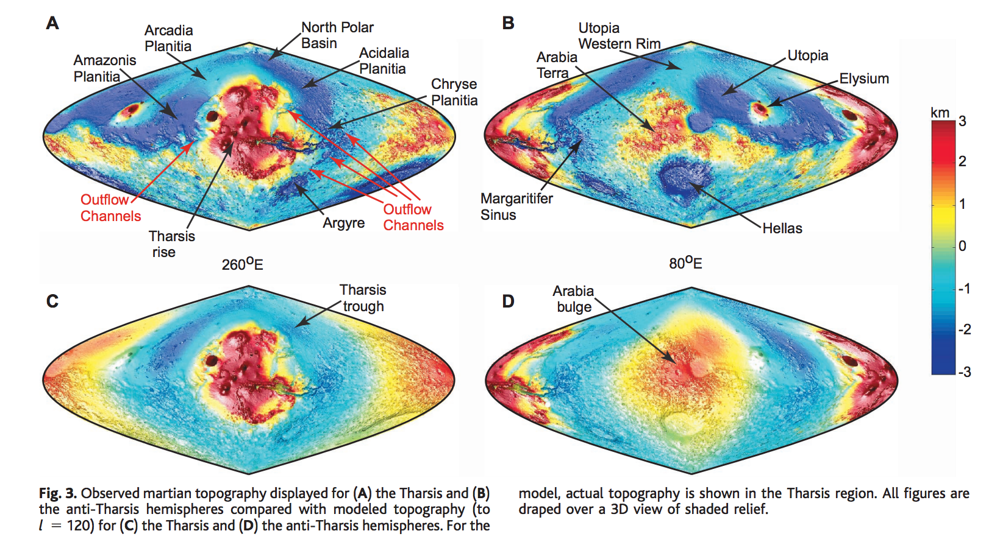 A
Arcadia
Planitia
North Polar
Basin
Amazonis
Planitia
Acidalia
Planitia
Chryse
Planitia
Outflow
Channels
Tharsis
rise
Argyre
Outflow
Channels
260OE
B
Utopia
Western Rim
Arabia
Terra
Utopia
Elysium
Margaritifer
Sinus
Hellas
80OE
km
3
2
1
0
-1
-2
-3
C
Tharsis
trough
D
Arabia
bulge
Fig. 3. Observed martian topography displayed for (A) the Tharsis and (B)
the anti-Tharsis hemispheres compared with modeled topography (to
l = 120) for (C) the Tharsis and (D) the anti-Tharsis hemispheres. For the
model, actual topography is shown in the Tharsis region. All figures are
draped over a 3D view of shaded relief.